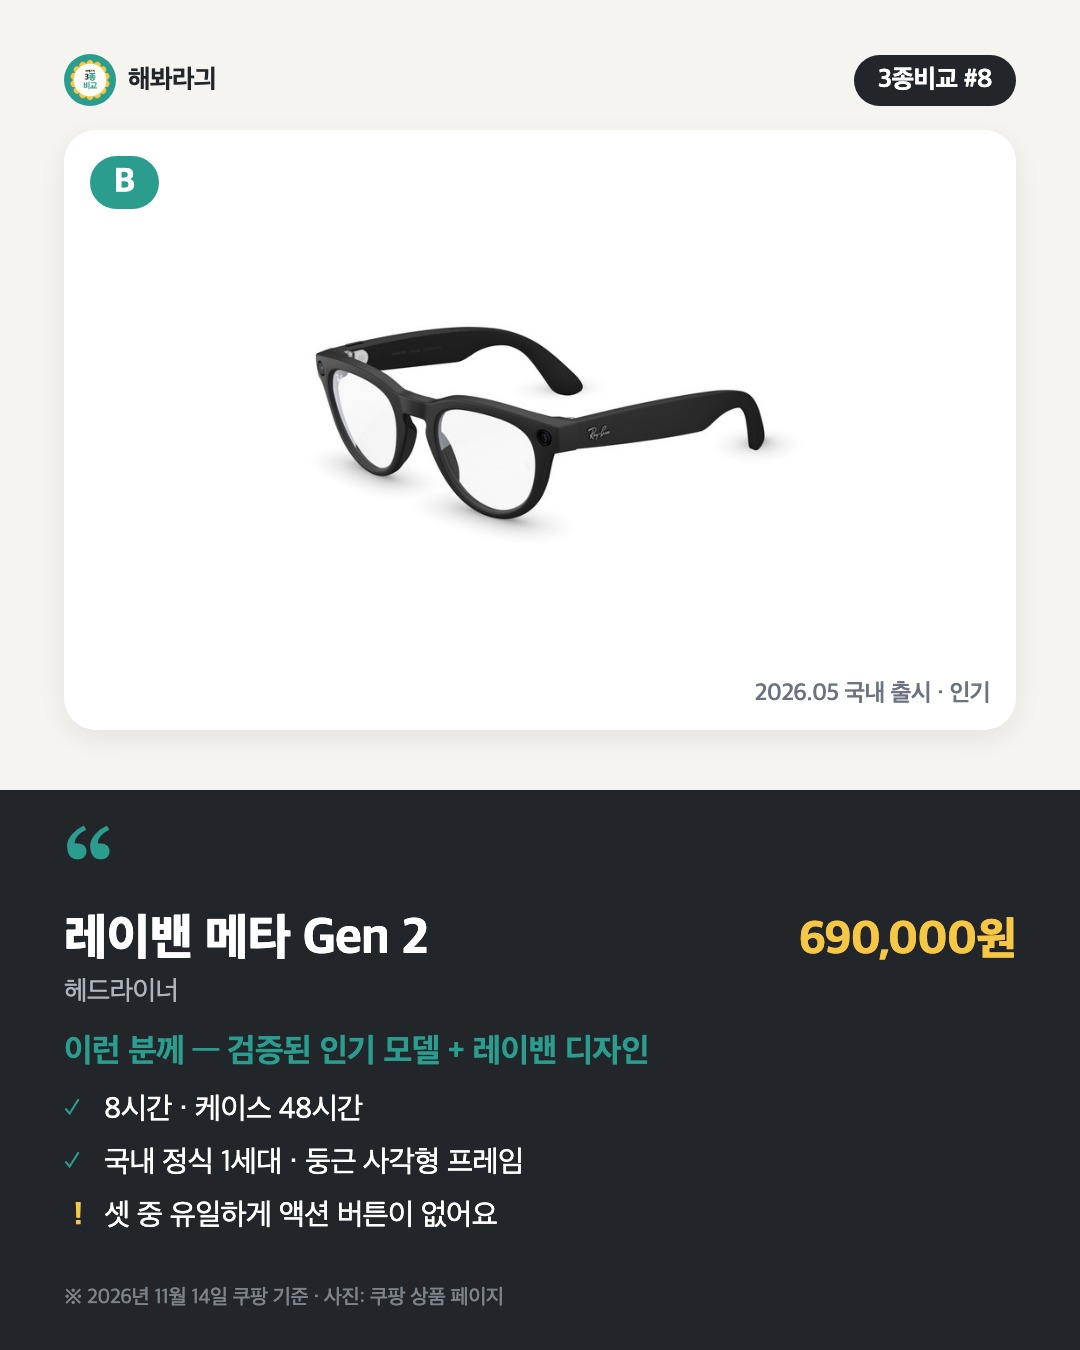 3종
비교
해봐라긔
3종비교 #8
B
Ray-Ban
2026.05 국내 출시 · 인기
“
레이밴 메타 Gen 2
690,000원
헤드라이너
이런 분께 — 검증된 인기 모델 + 레이밴 디자인
✓ 8시간 · 케이스 48시간
✓ 국내 정식 1세대 · 둥근 사각형 프레임
! 셋 중 유일하게 액션 버튼이 없어요
※ 2026년 11월 14일 쿠팡 기준 · 사진: 쿠팡 상품 페이지